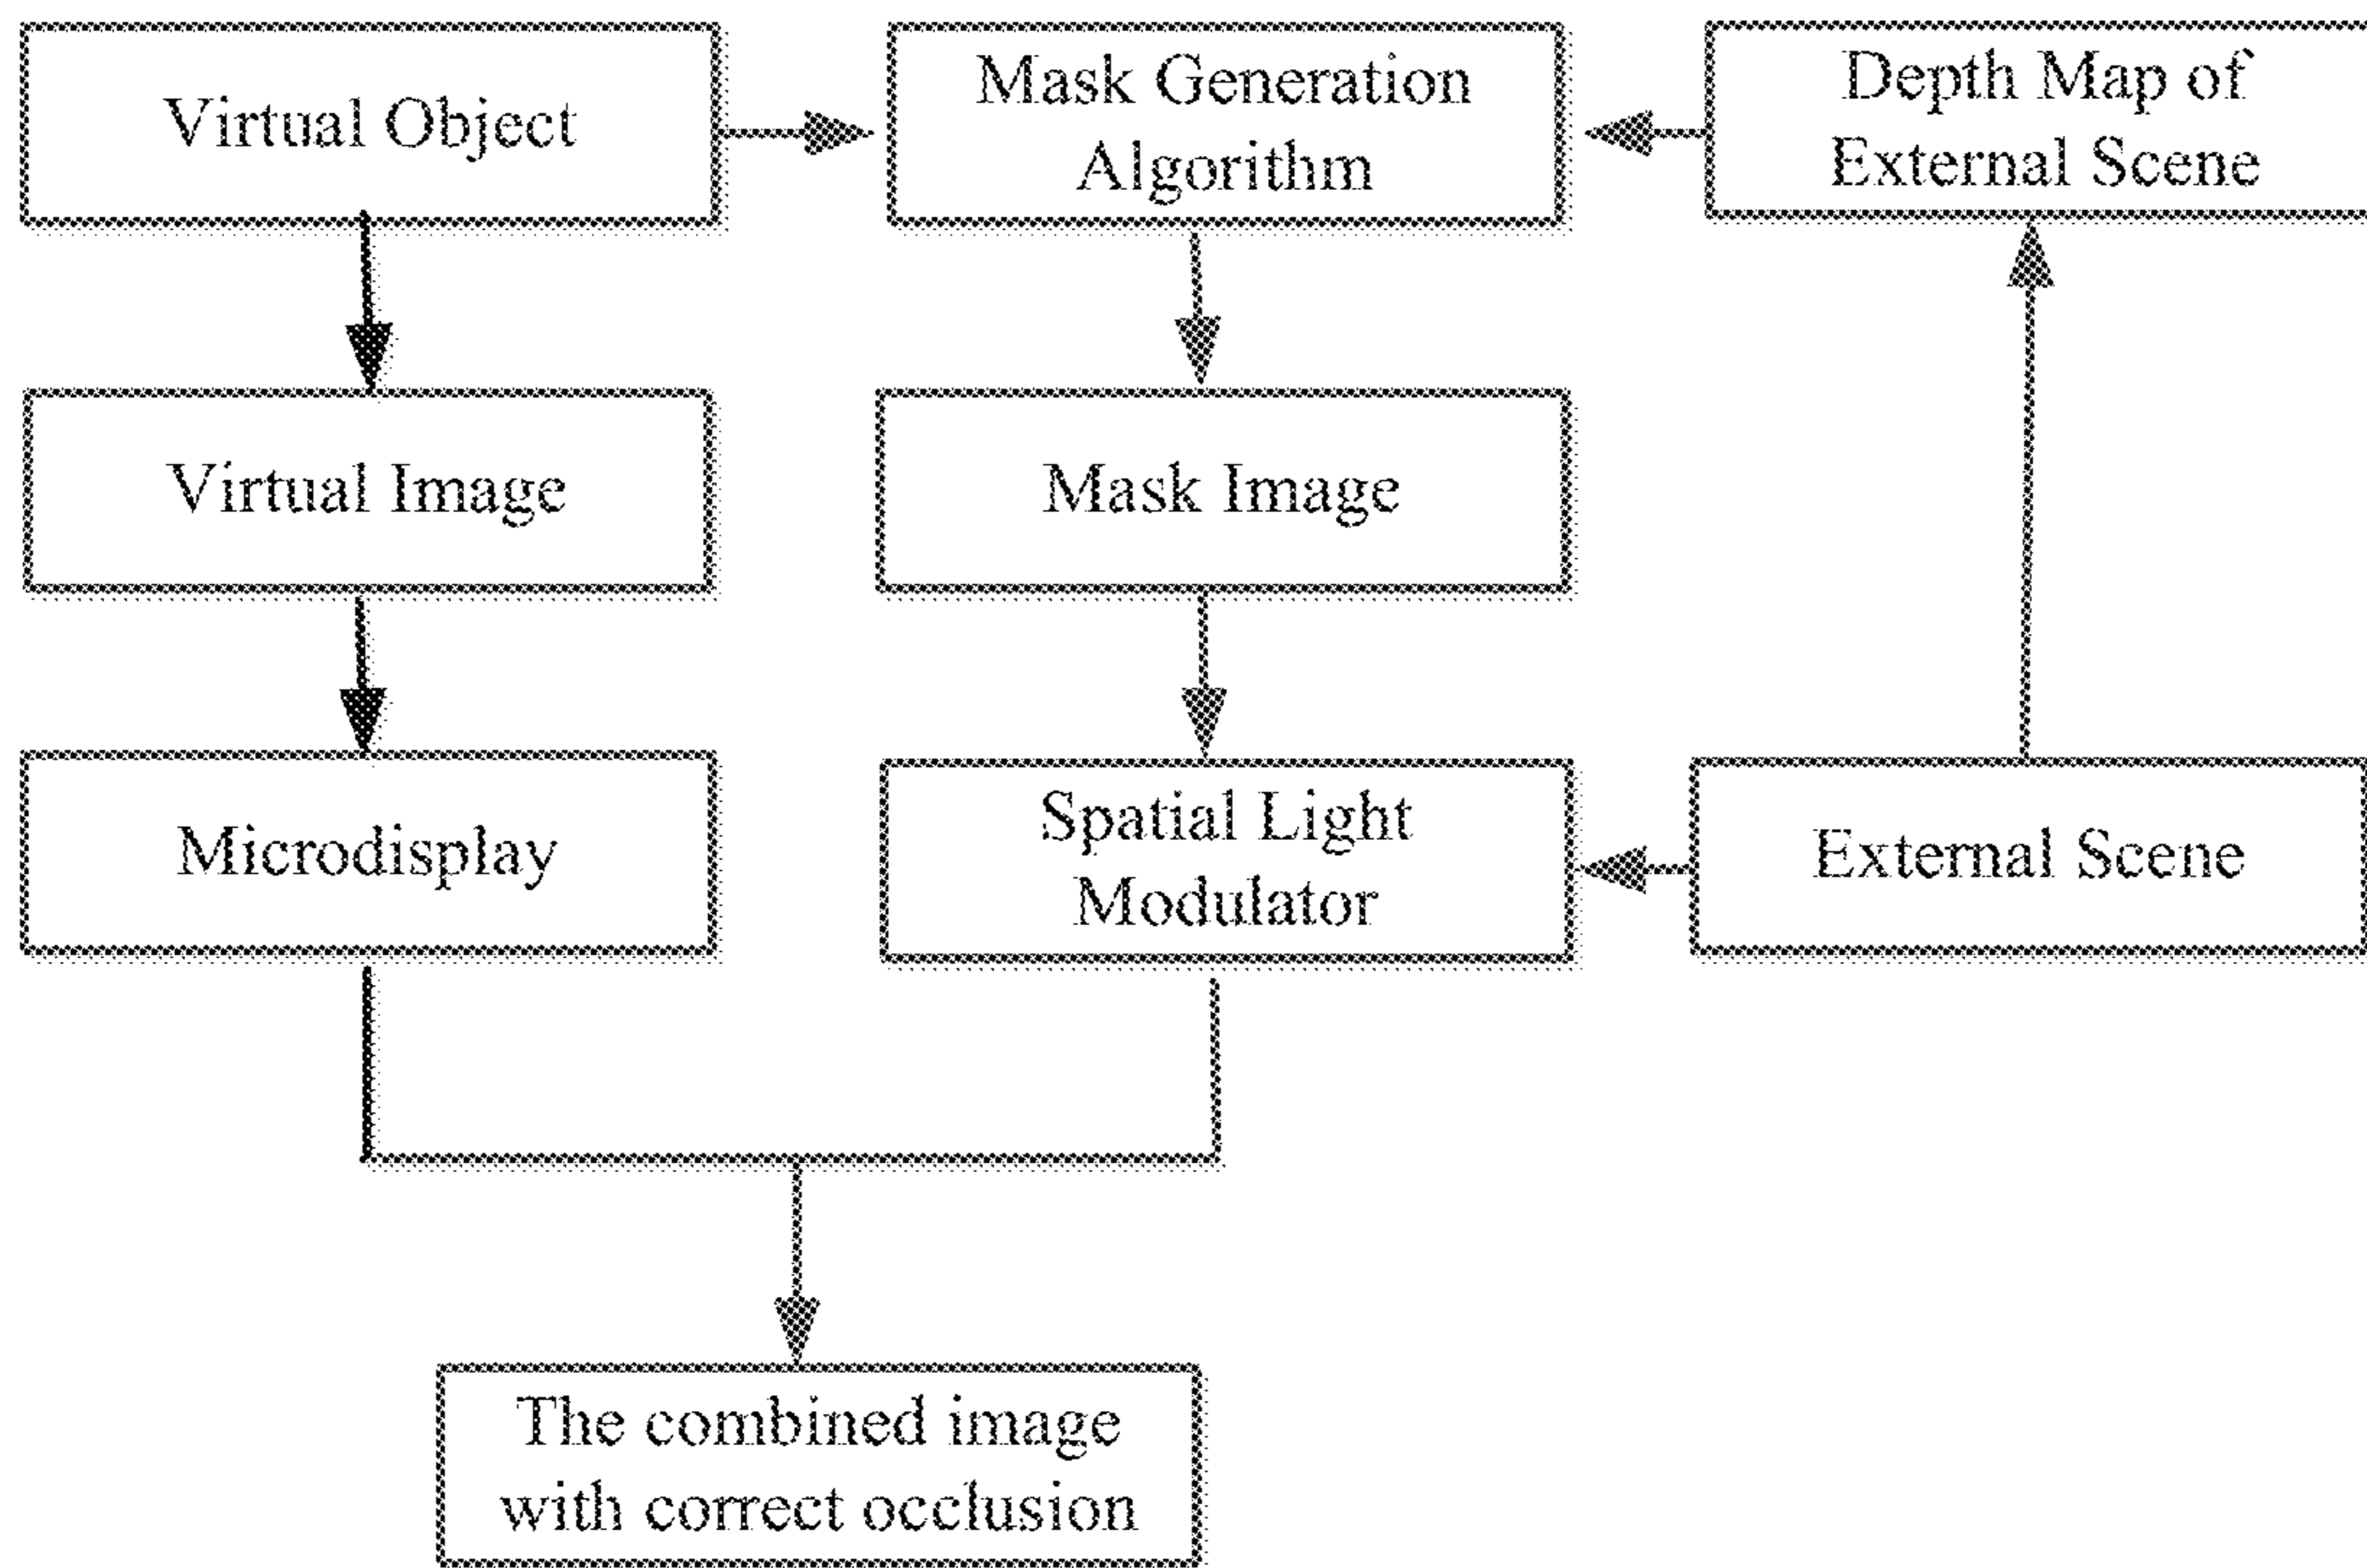 Virtual Object
Mask Generation
Algorithm
Depth Map of
External Scene
Virtual Image
Mask Image
Microdisplay
Spatial Light
Modulator
External Scene
The combined image
with correct occlusion